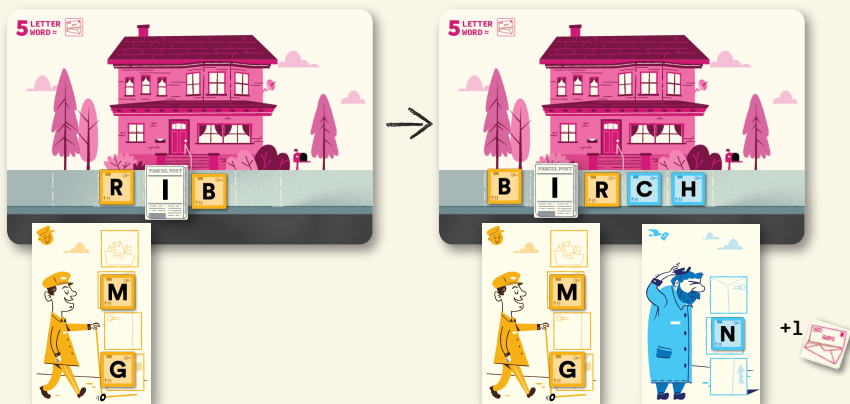 5 LETTER
WORD =
PARCEL POST
R I B
M
G
5 LETTER
WORD =
PARCEL POST
B I R C H
M
G
N
+1